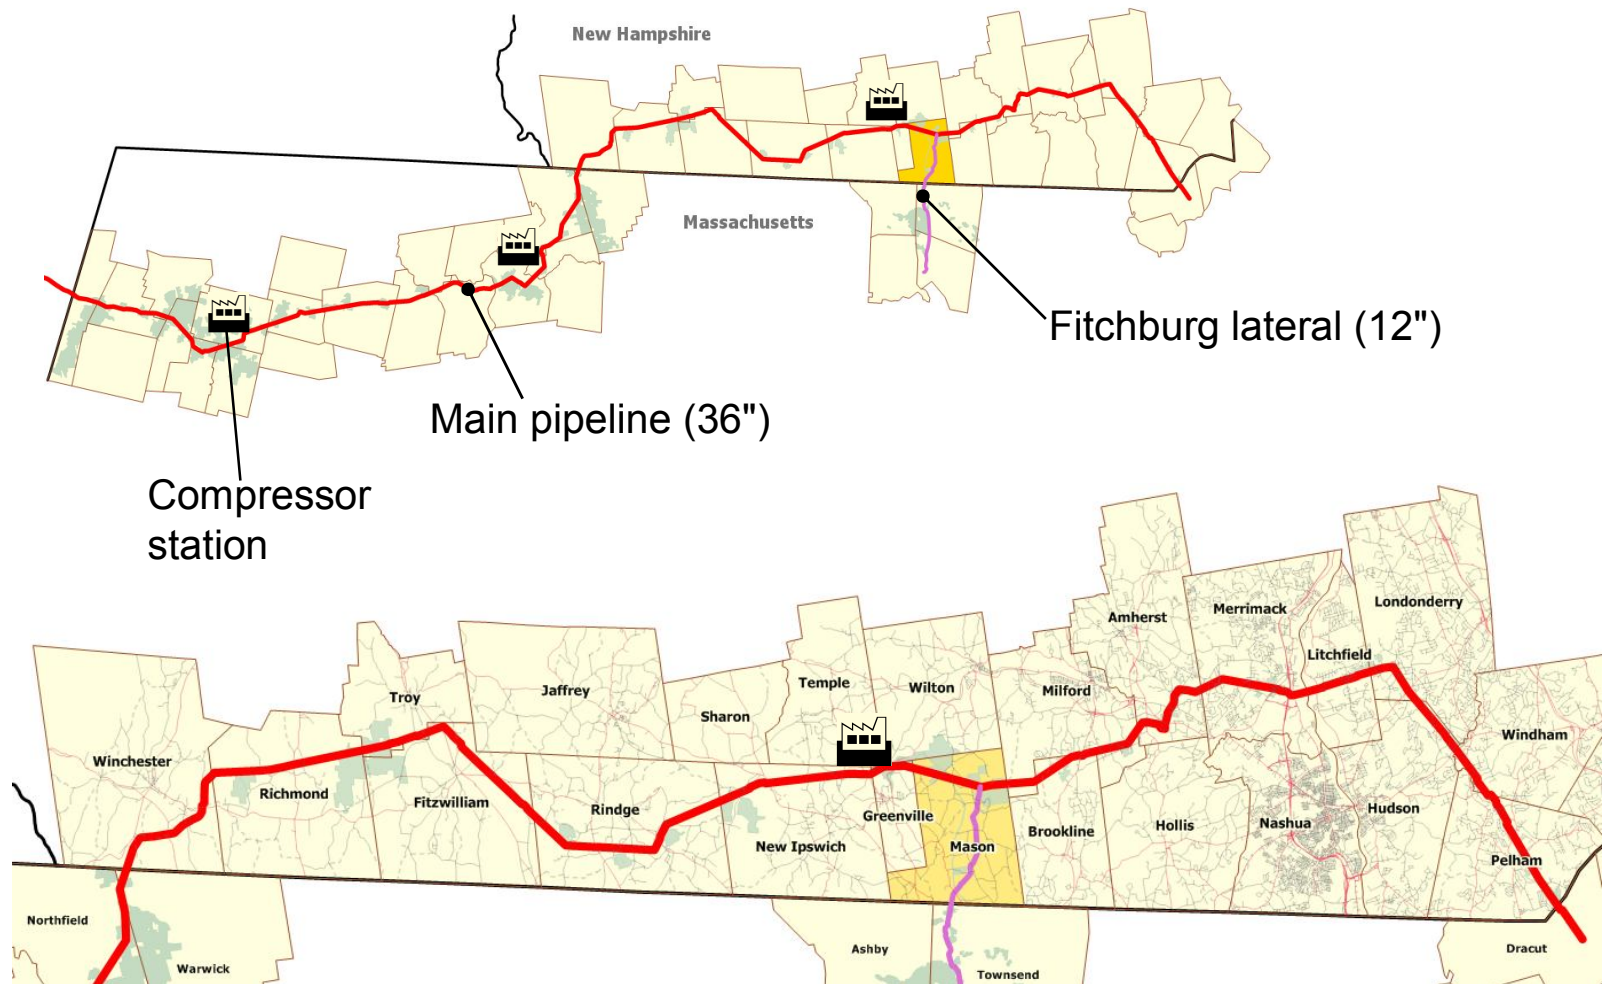 New Hampshire
Massachusetts
Fitchburg lateral (12")
Main pipeline (36")
Compressor
station
Londonderry
Merrimack
Amherst
Litchfield
Temple
Wilton
Milford
Jaffrey
Troy
Sharon
Windham
Winchester
Richmond
Fitzwilliam
Rindge
Greenville
Hudson
Nashua
Hollis
Brookline
New Ipswich
Mason
Pelham
Northfield
Warwick
Ashby
Townsend
Dracut